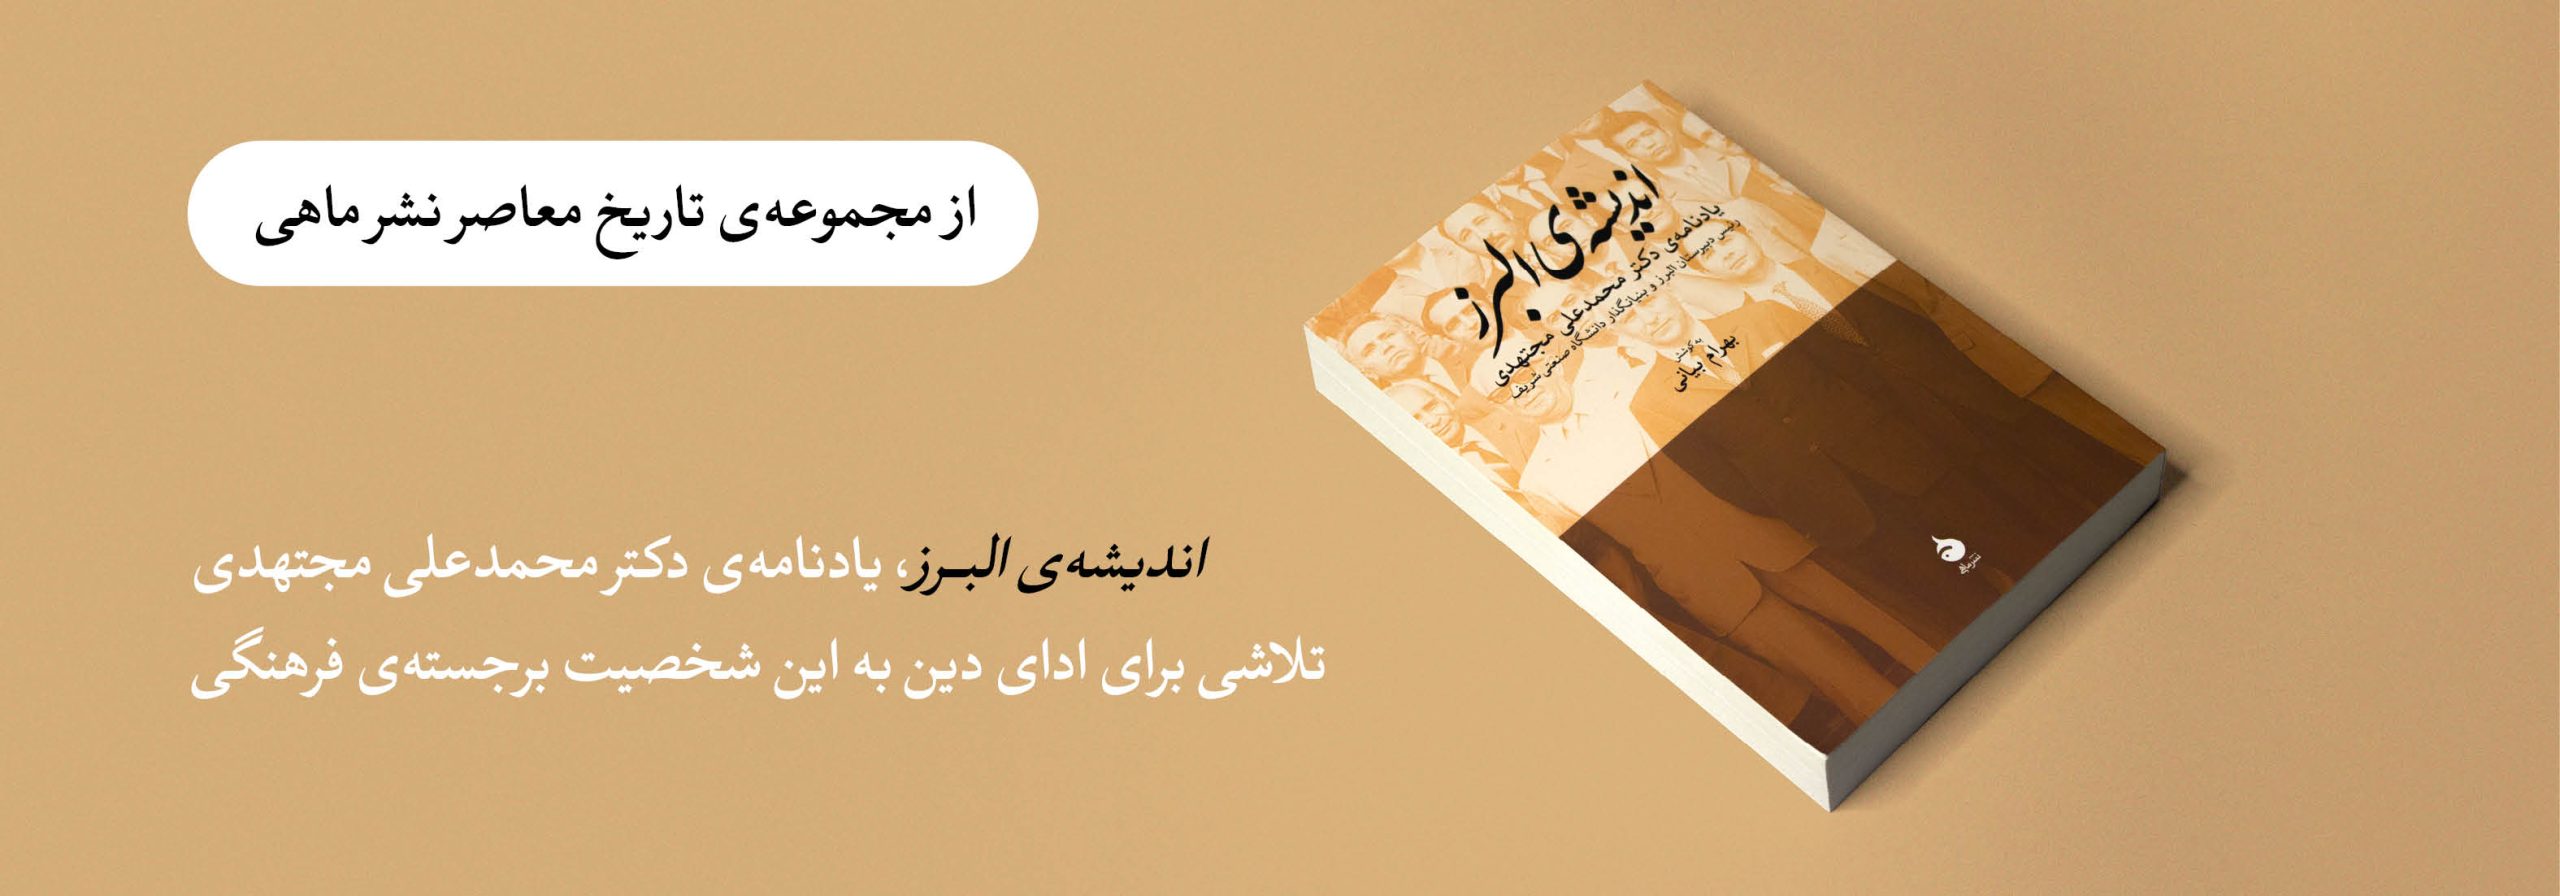 از مجموعه‌ی تاریخ معاصر نشر ماهی
اندیشه‌ی البرز، یادنامه‌ی دکتر محمدعلی مجتهدی
تلاشی برای ادای دین به این شخصیت برجسته‌ی فرهنگی
اندیشه‌ی البرز
یادنامه‌ی دکتر محمدعلی مجتهدی
رئیس دبیرستان البرز و بنیانگذار دانشگاه صنعتی شریف
به کوشش
بهرام بیانی
نشر ماهی